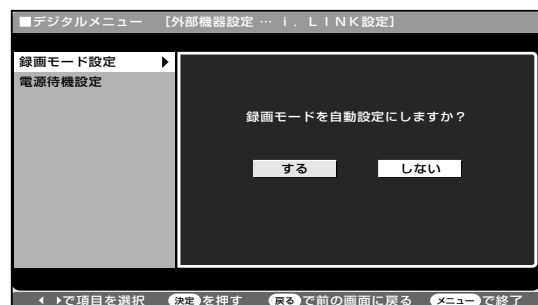 ■デジタルメニュー　[外部機器設定 … i．LINK設定]
録画モード設定
電源待機設定
録画モードを自動設定にしますか？
する　しない
で項目を選択　決定を押す　戻るで前の画面に戻る　メニューで終了